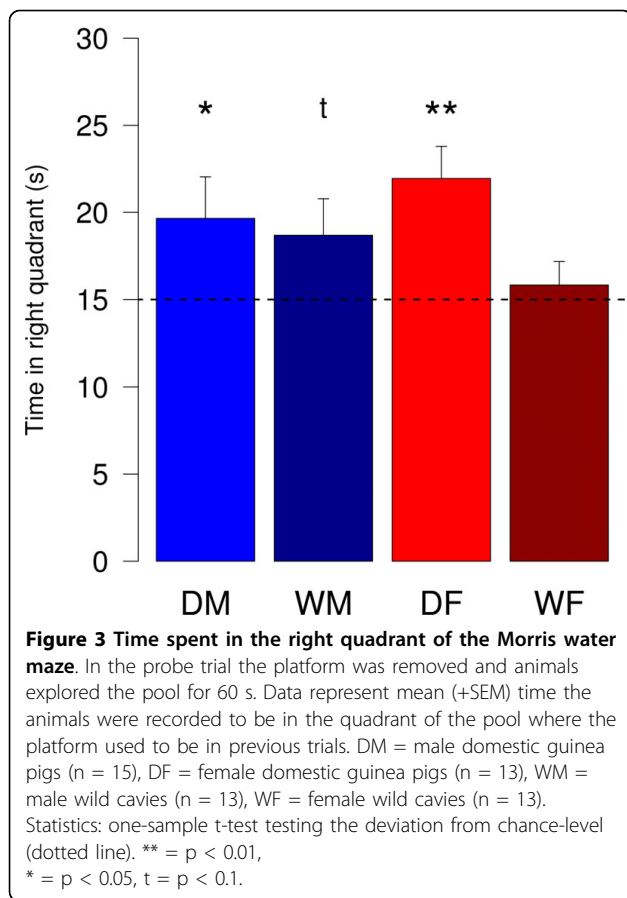 Time in right quadrant (s)
30
25
20
15
10
5
0
* t **
DM WM DF WF
Figure 3 Time spent in the right quadrant of the Morris water
maze. In the probe trial the platform was removed and animals
explored the pool for 60 s. Data represent mean (+SEM) time the
animals were recorded to be in the quadrant of the pool where the
platform used to be in previous trials. DM = male domestic guinea
pigs (n = 15), DF = female domestic guinea pigs (n = 13), WM =
male wild cavies (n = 13), WF = female wild cavies (n = 13).
Statistics: one-sample t-test testing the deviation from chance-level
(dotted line). ** = p < 0.01,
* = p < 0.05, t = p < 0.1.